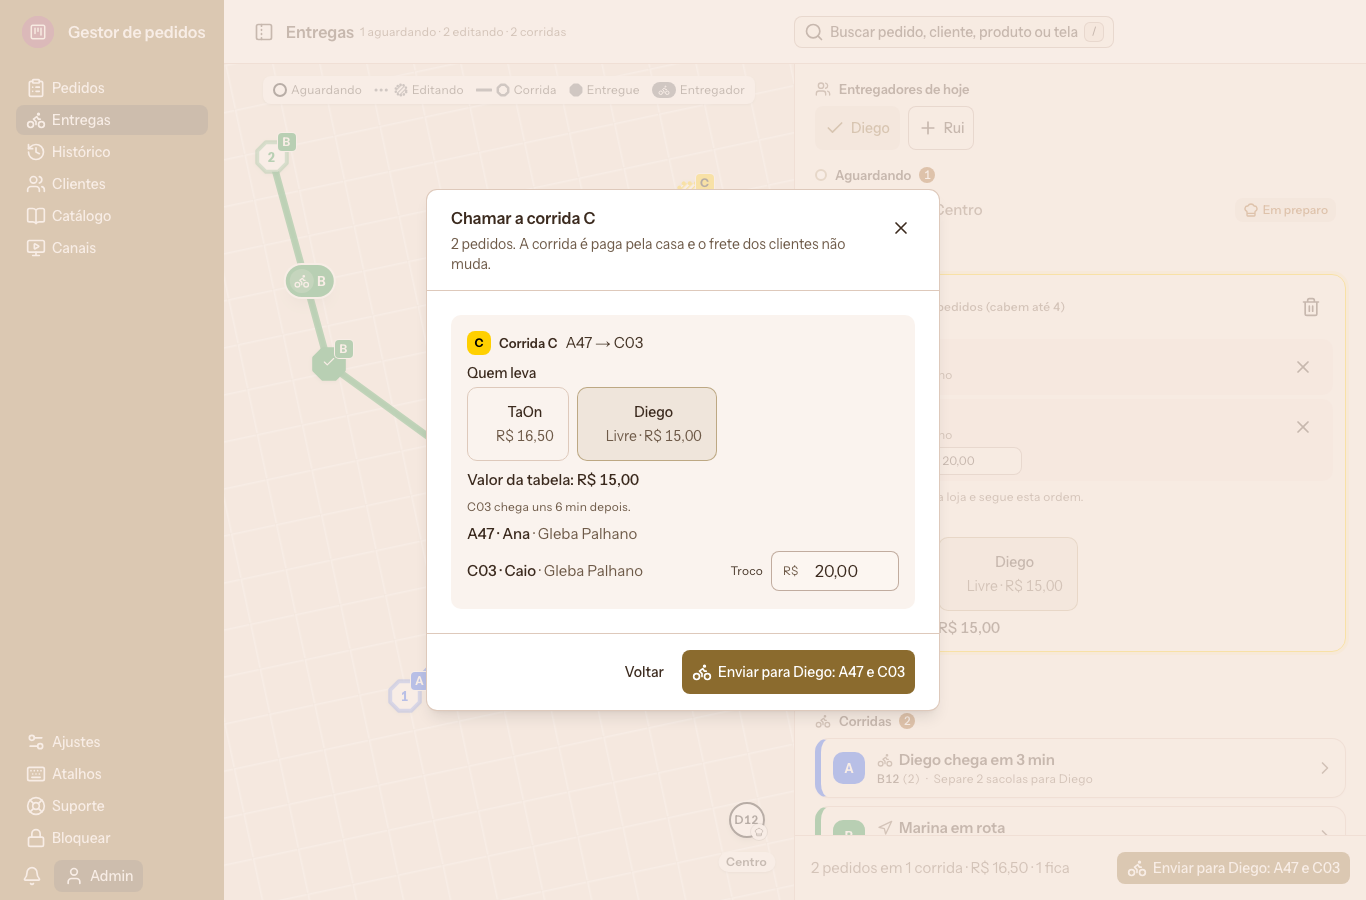 Gestor de pedidos
Pedidos
Entregas
Histórico
Clientes
Catálogo
Canais
Ajustes
Atalhos
Suporte
Bloquear
Admin
Entregas 1 aguardando · 2 editando · 2 corridas
Buscar pedido, cliente, produto ou tela /
Aguardando Editando Corrida Entregue Entregador
2 B
B
B
C
1 A
D12
Centro
Entregadores de hoje
Diego Rui
Aguardando 1
Centro Em preparo
pedidos (cabem até 4)
20,00
a loja e segue esta ordem.
Diego
Livre · R$ 15,00
R$ 15,00
Corridas 2
A Diego chega em 3 min
B12 (2) · Separe 2 sacolas para Diego
Marina em rota
2 pedidos em 1 corrida · R$ 16,50 · 1 fica
Enviar para Diego: A47 e C03
Chamar a corrida C
2 pedidos. A corrida é paga pela casa e o frete dos clientes não
muda.
C Corrida C A47 → C03
Quem leva
TaOn
R$ 16,50
Diego
Livre · R$ 15,00
Valor da tabela: R$ 15,00
C03 chega uns 6 min depois.
A47 · Ana · Gleba Palhano
C03 · Caio · Gleba Palhano Troco R$ 20,00
Voltar Enviar para Diego: A47 e C03